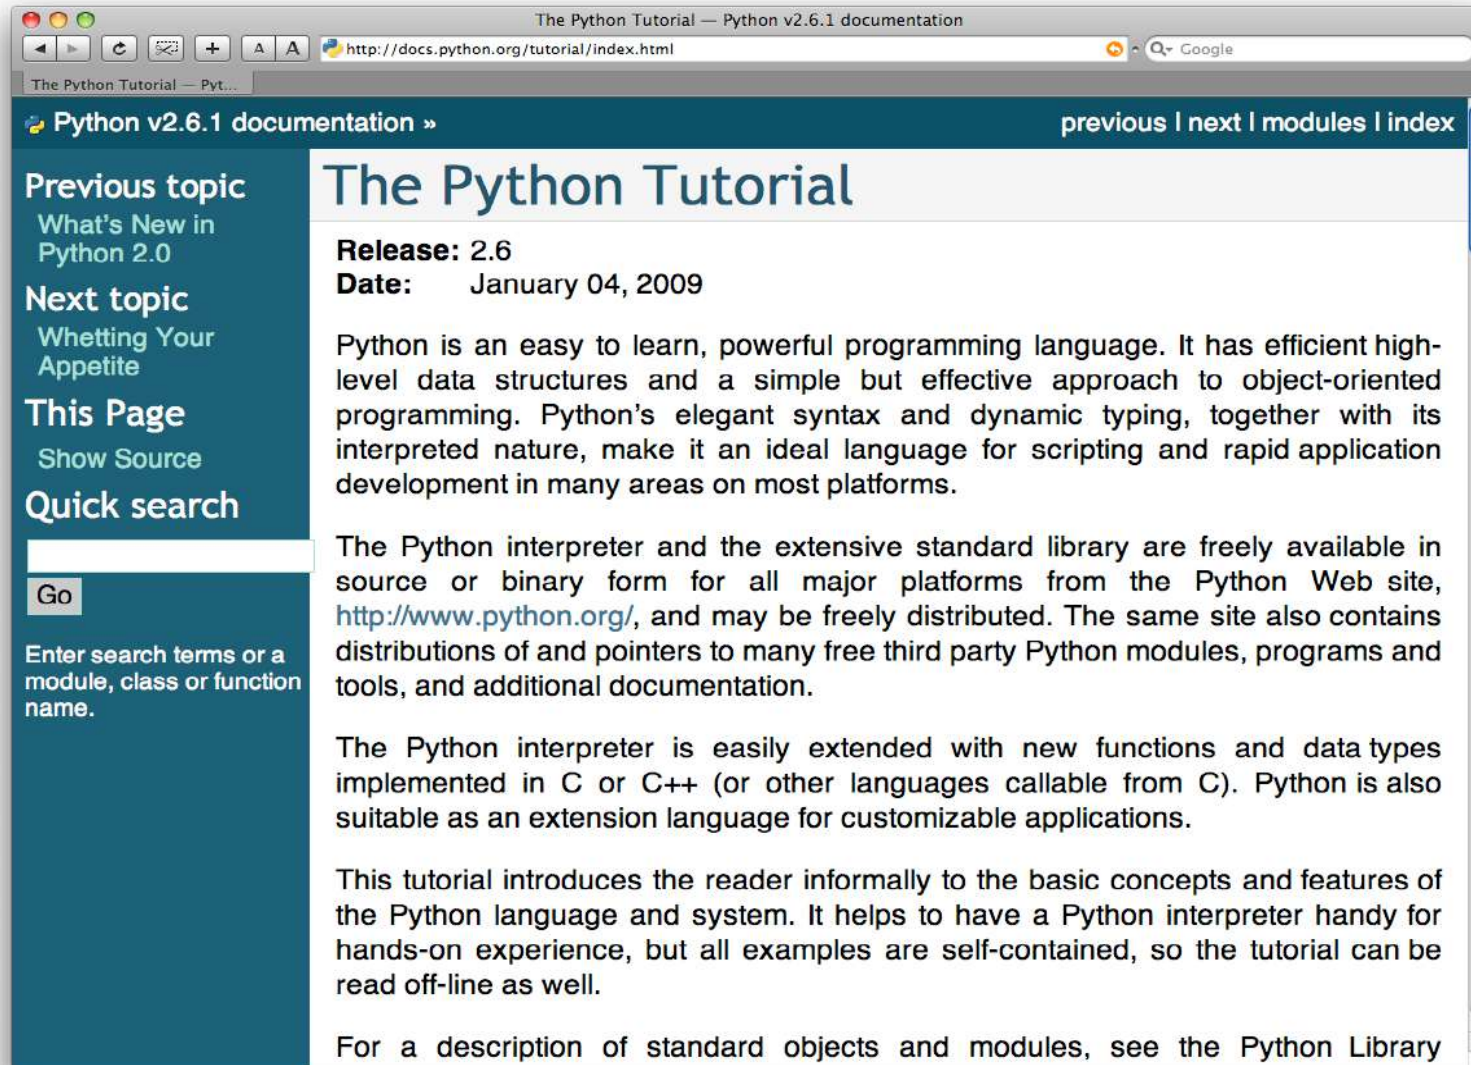 The Python Tutorial — Python v2.6.1 documentation
A A http://docs.python.org/tutorial/index.html Google
The Python Tutorial — Pyt...
Python v2.6.1 documentation » previous | next | modules | index
Previous topic
What's New in
Python 2.0
Next topic
Whetting Your
Appetite
This Page
Show Source
Quick search
Go
Enter search terms or a
module, class or function
name.
The Python Tutorial
Release: 2.6
Date: January 04, 2009
Python is an easy to learn, powerful programming language. It has efficient high-
level data structures and a simple but effective approach to object-oriented
programming. Python's elegant syntax and dynamic typing, together with its
interpreted nature, make it an ideal language for scripting and rapid application
development in many areas on most platforms.
The Python interpreter and the extensive standard library are freely available in
source or binary form for all major platforms from the Python Web site,
http://www.python.org/, and may be freely distributed. The same site also contains
distributions of and pointers to many free third party Python modules, programs and
tools, and additional documentation.
The Python interpreter is easily extended with new functions and data types
implemented in C or C++ (or other languages callable from C). Python is also
suitable as an extension language for customizable applications.
This tutorial introduces the reader informally to the basic concepts and features of
the Python language and system. It helps to have a Python interpreter handy for
hands-on experience, but all examples are self-contained, so the tutorial can be
read off-line as well.
For a description of standard objects and modules, see the Python Library